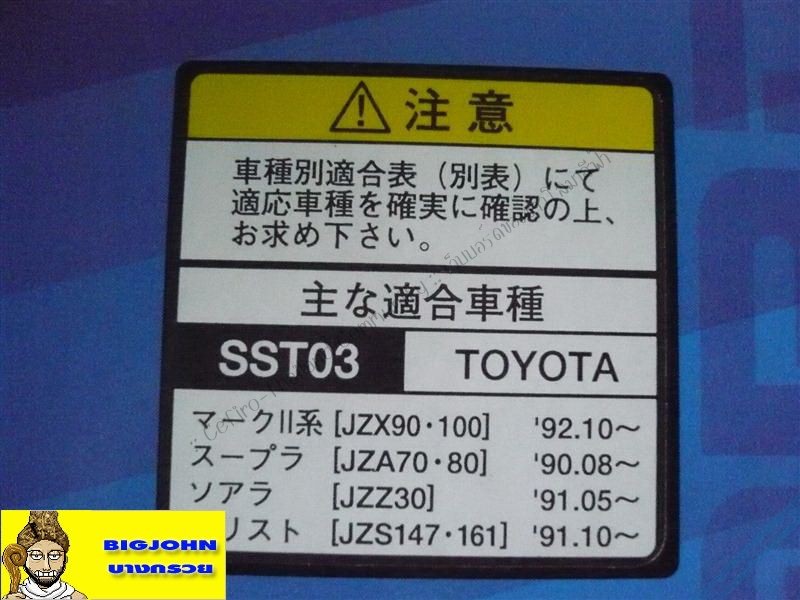 注意
車種別適合表（別表）にて
適応車種を確実に確認の上、
お求め下さい。
主な適合車種
SST03 TOYOTA
マークII系 [JZX90・100] '92.10～
スープラ [JZA70・80] '90.08～
ソアラ [JZZ30] '91.05～
リスト [JZS147・161] '91.10～
BIGJOHN
บางกรวย